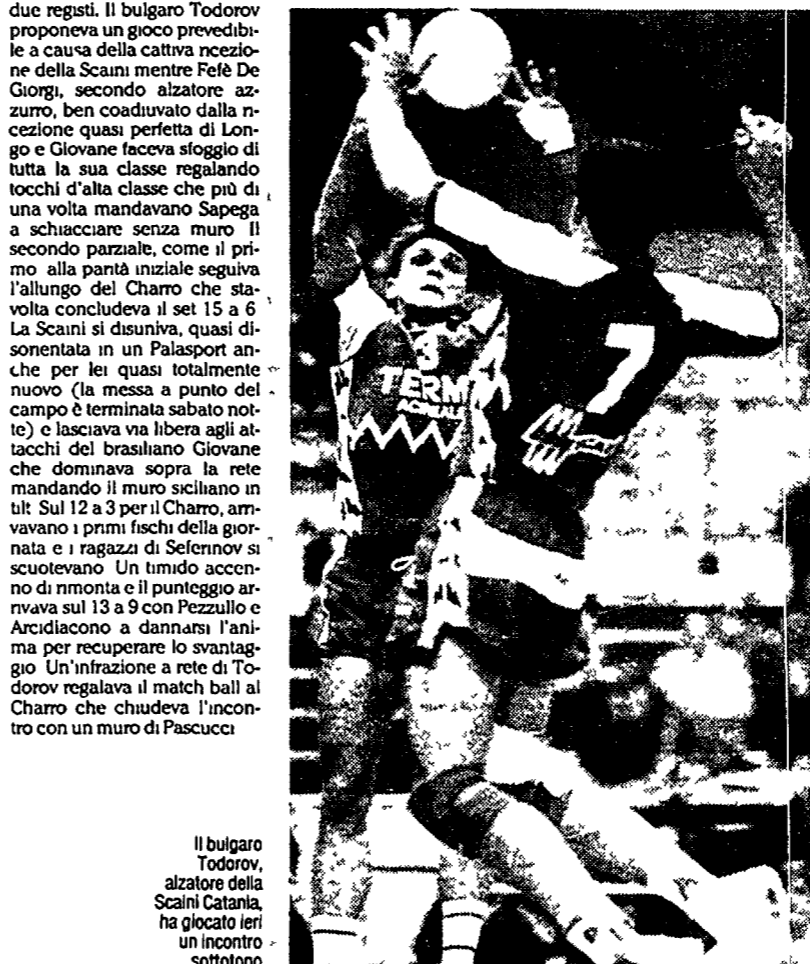 due registi. Il bulgaro Todorov
proponeva un gioco prevedibi-
le a causa della cattiva ricezio-
ne della Scaini mentre Fefè De
Giorgi, secondo alzatore az-
zurro, ben coadiuvato dalla ri-
cezione quasi perfetta di Lon-
go e Giovane faceva sfoggio di
tutta la sua classe regalando
tocchi d'alta classe che più di
una volta mandavano Sapega
a schiacciare senza muro Il
secondo parziale, come il pri-
mo alla parità iniziale seguiva
l'allungo del Charro che sta-
volta concludeva il set 15 a 6
La Scaini si disuniva, quasi di-
sorientata in un Palasport an-
che per lei quasi totalmente
nuovo (la messa a punto del
campo è terminata sabato not-
te) e lasciava via libera agli at-
tacchi del brasiliano Giovane
che dominava sopra la rete
mandando il muro siciliano in
tilt Sul 12 a 3 per il Charro, arri-
vavano i primi fischi della gior-
nata e i ragazzi di Seferinov si
scuotevano Un timido accen-
no di rimonta e il punteggio ar-
rivava sul 13 a 9 con Pezzullo e
Arcidiacono a dannarsi l'ani-
ma per recuperare lo svantag-
gio Un'infrazione a rete di To-
dorov regalava il match ball al
Charro che chiudeva l'incon-
tro con un muro di Pascucci
Il bulgaro
Todorov,
alzatore della
Scaini Catania,
ha giocato ieri
un incontro
sottotono
3
TERM
ACIREALE
7